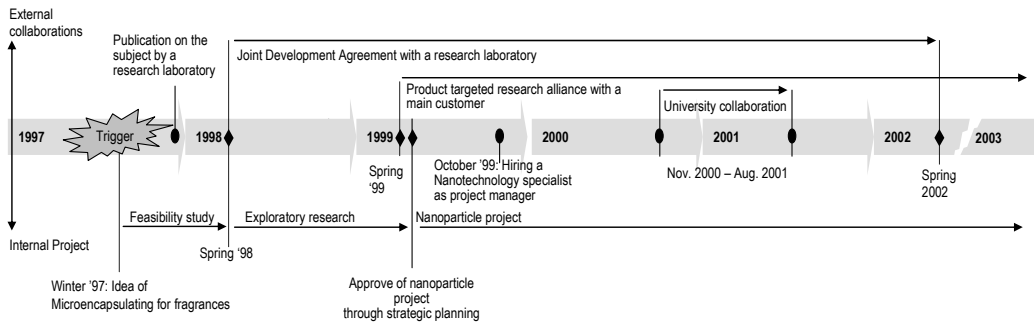 External
collaborations
Publication on the
subject by a
research laboratory
Joint Development Agreement with a research laboratory
Product targeted research alliance with a
main customer
University collaboration
1997
Trigger
1998
1999
2000
2001
2002
2003
Spring
‘99
October ’99: Hiring a
Nanotechnology specialist
as project manager
Nov. 2000 – Aug. 2001
Spring
2002
Feasibility study
Exploratory research
Nanoparticle project
Internal Project
Spring ‘98
Winter ’97: Idea of
Microencapsulating for fragrances
Approve of nanoparticle
project
through strategic planning